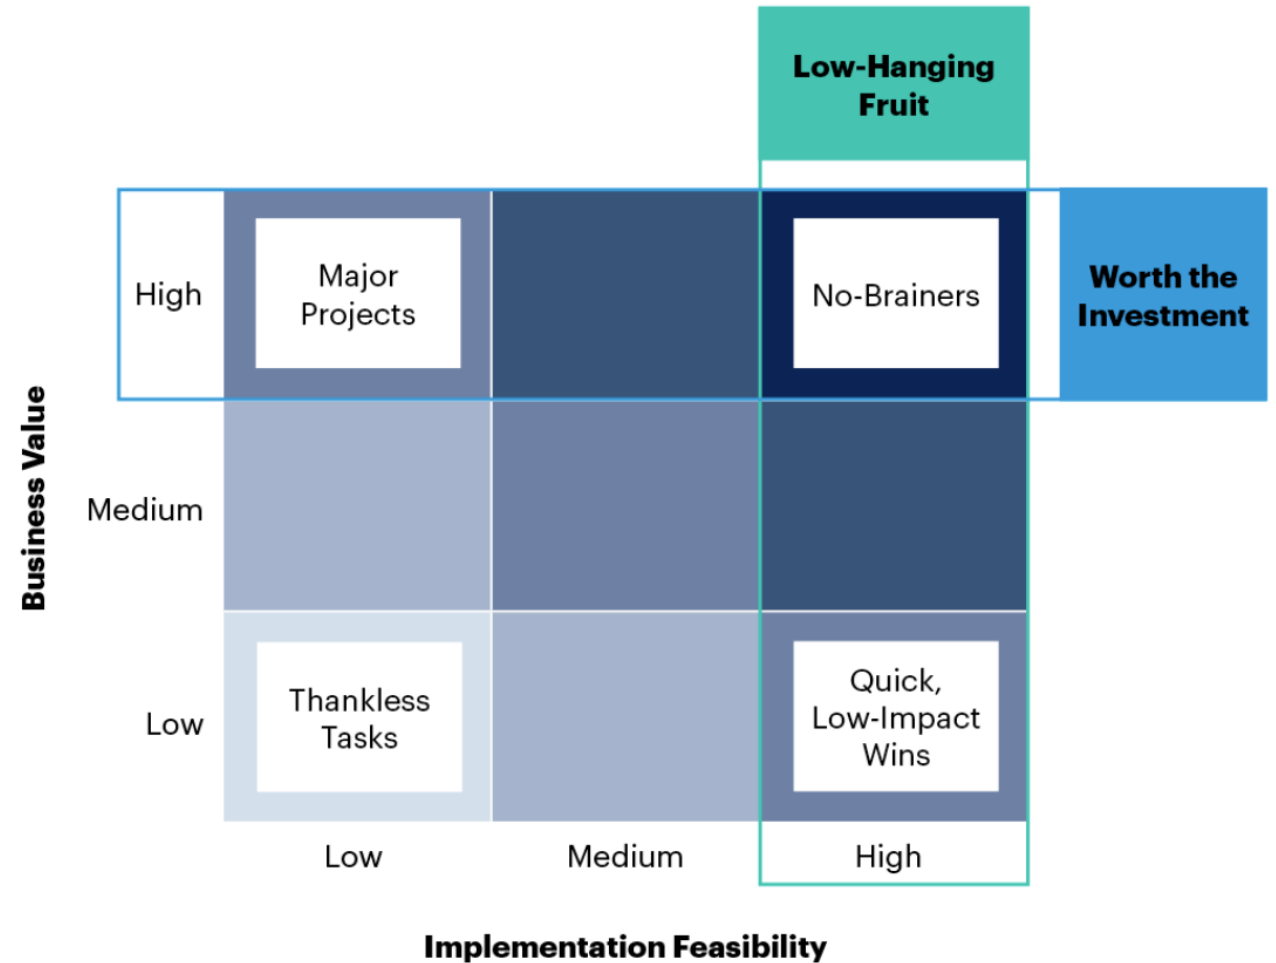 Low-Hanging
Fruit
High
Major
Projects
No-Brainers
Worth the
Investment
Business Value
Medium
Low
Thankless
Tasks
Quick,
Low-Impact
Wins
Low
Medium
High
Implementation Feasibility